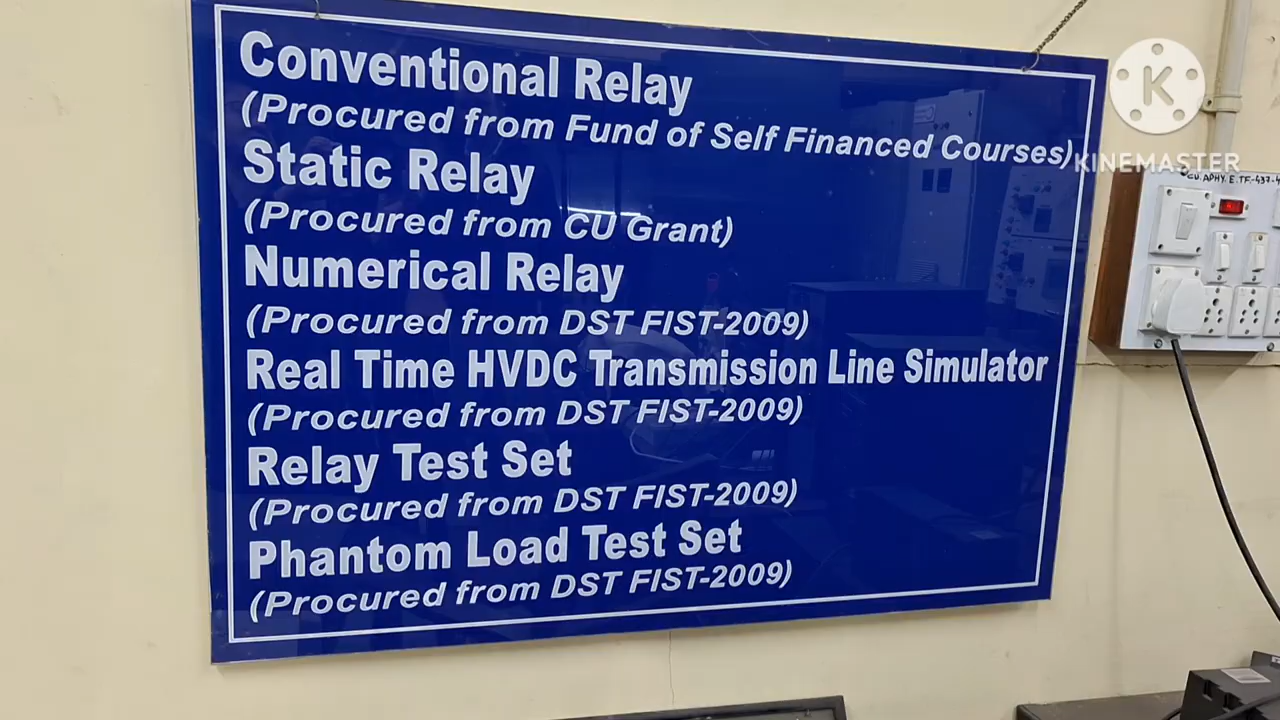 Conventional Relay
(Procured from Fund of Self Financed Courses)
Static Relay
(Procured from CU Grant)
Numerical Relay
(Procured from DST FIST-2009)
Real Time HVDC Transmission Line Simulator
(Procured from DST FIST-2009)
Relay Test Set
(Procured from DST FIST-2009)
Phantom Load Test Set
(Procured from DST FIST-2009)
K
KINEMASTER